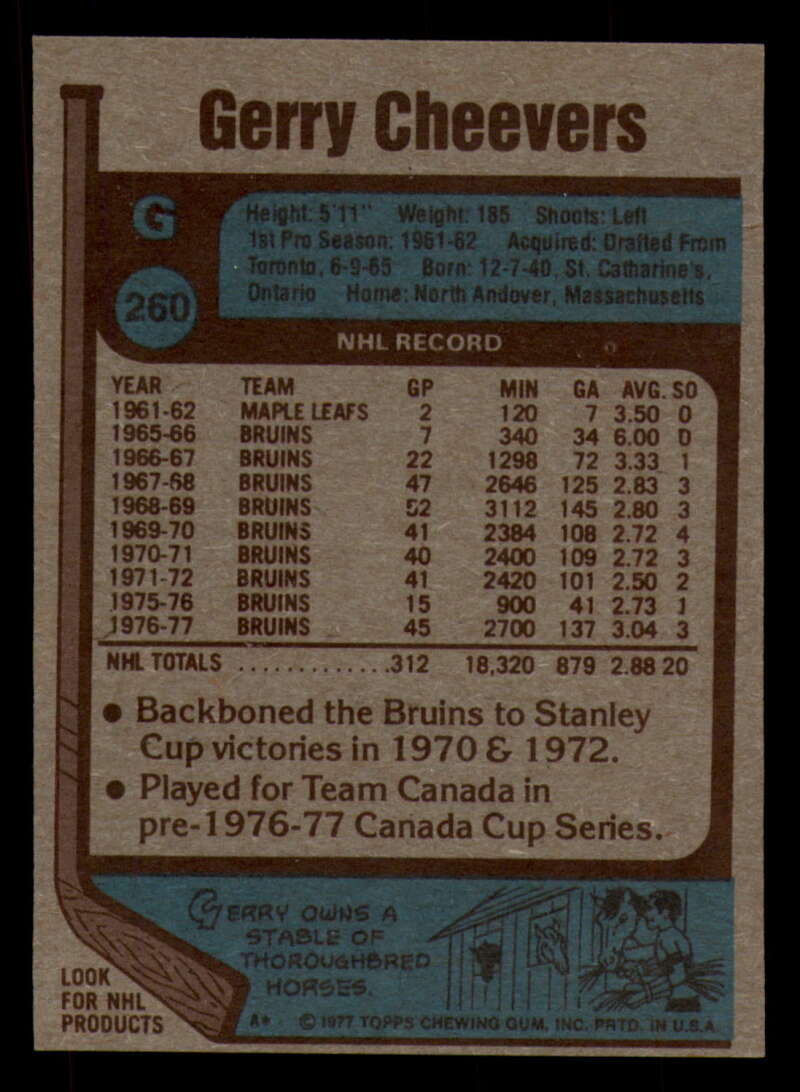 Gerry Cheevers
G
260
Height: 5'11" Weight: 185 Shoots: Left
1st Pro Season: 1961-62 Acquired: Drafted From
Toronto, 6-9-65 Born: 12-7-40, St. Catharine's,
Ontario Home: North Andover, Massachusetts
NHL RECORD
YEAR TEAM GP MIN GA AVG. SO
1961-62 MAPLE LEAFS 2 120 7 3.50 0
1965-66 BRUINS 7 340 34 6.00 0
1966-67 BRUINS 22 1298 72 3.33 1
1967-68 BRUINS 47 2646 125 2.83 3
1968-69 BRUINS 52 3112 145 2.80 3
1969-70 BRUINS 41 2384 108 2.72 4
1970-71 BRUINS 40 2400 109 2.72 3
1971-72 BRUINS 41 2420 101 2.50 2
1975-76 BRUINS 15 900 41 2.73 1
1976-77 BRUINS 45 2700 137 3.04 3
NHL TOTALS .............312 18,320 879 2.88 20
• Backboned the Bruins to Stanley
Cup victories in 1970 & 1972.
• Played for Team Canada in
pre-1976-77 Canada Cup Series.
GERRY OWNS A
STABLE OF
THOROUGHBRED
HORSES.
LOOK
FOR NHL
PRODUCTS
A* © 1977 TOPPS CHEWING GUM, INC. PRTD. IN U.S.A.